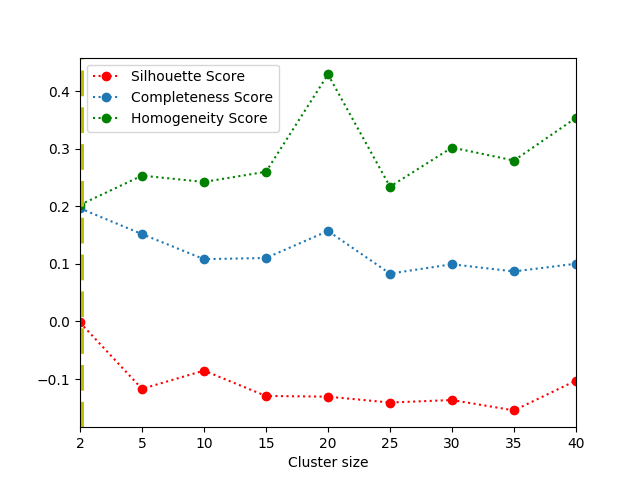 Silhouette Score
Completeness Score
Homogeneity Score
0.4
0.3
0.2
0.1
0.0
−0.1
2 5 10 15 20 25 30 35 40
Cluster size